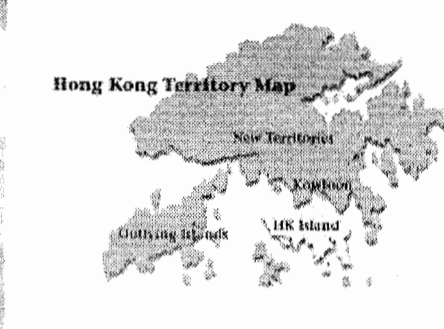 Hong Kong Territory Map
New Territories
Kowloon
HK Island
Outlying Islands